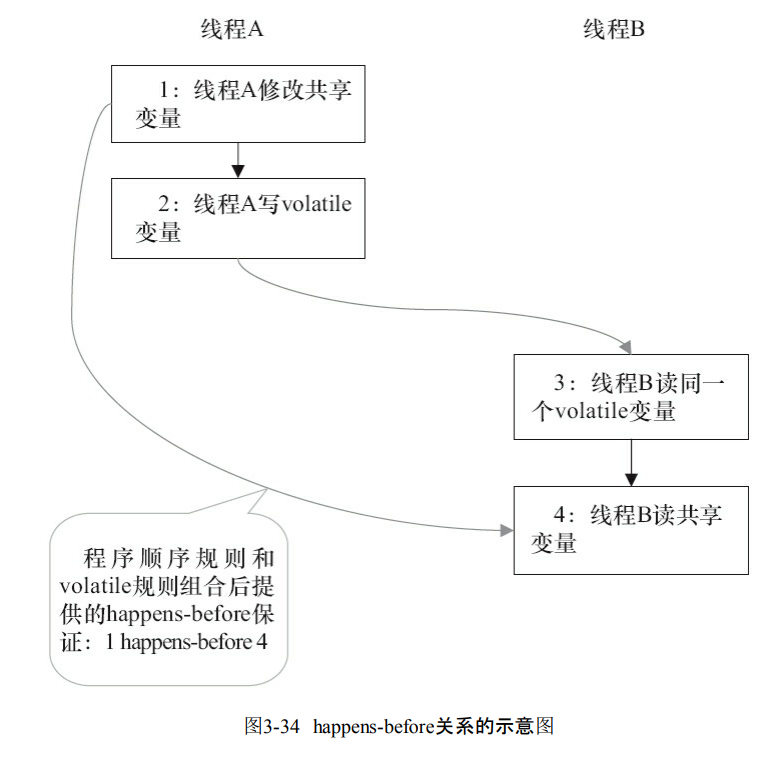 线程A
线程B
1：线程A修改共享
变量
2：线程A写volatile
变量
3：线程B读同一
个volatile变量
4：线程B读共享
变量
程序顺序规则和
volatile规则组合后提
供的happens-before保
证：1 happens-before 4
图3-34 happens-before关系的示意图